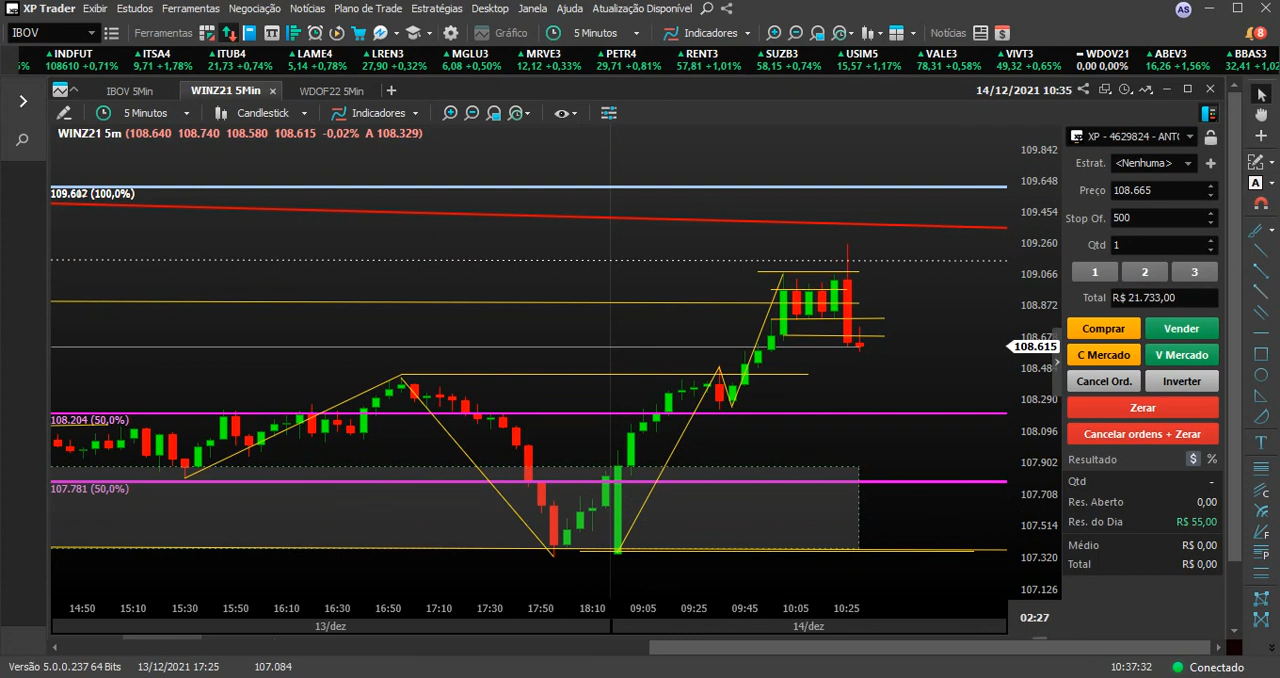 XP Trader Exibir Estudos Ferramentas Negociação Notícias Plano de Trade Estratégias Desktop Janela Ajuda Atualização Disponível AS
IBOV Ferramentas Gráfico 5 Minutos Indicadores Notícias 8
INDFUT ITSA4 ITUB4 LAME4 LREN3 MGLU3 MRVE3 PETR4 RENT3 SUZB3 USIM5 VALE3 VIVT3 WDOV21 ABEV3 BBAS3
5% 108610 +0,71% 9,71 +1,78% 21,73 +0,74% 5,14 +0,78% 27,90 +0,32% 6,08 +0,50% 12,12 +0,33% 29,71 +0,81% 57,81 +1,01% 58,15 +0,74% 15,57 +1,17% 78,31 +0,58% 49,32 +0,65% 0,00 0,00% 16,26 +1,56% 32,41 +1,0
IBOV 5Min WINZ21 5Min x WDOF22 5Min + 14/12/2021 10:35
5 Minutos Candlestick Indicadores
WINZ21 5m (108.640 108.740 108.580 108.615 -0,02% A 108.329)
(100,0%)
108.204 (50,0%)
107.781 (50,0%)
109.842
109.648
109.454
109.260
109.066
108.872
108.615
108.290
108.096
107.902
107.708
107.514
107.320
107.126
14:50 15:10 15:30 15:50 16:10 16:30 16:50 17:10 17:30 17:50 18:10 09:05 09:25 09:45 10:05 10:25
02:27
13/dez 14/dez
XP - 4629824 - ANTO
Estrat. <Nenhuma>
Preço 108.665
Stop Of. 500
Qtd 1
1 2 3
Total R$ 21.733,00
Comprar Vender
C Mercado V Mercado
Cancel Ord. Inverter
Zerar
Cancelar ordens + Zerar
Resultado $ %
Qtd -
Res. Aberto 0,00
Res. do Dia R$ 55,00
Médio R$ 0,00
Total R$ 0,00
A
T
C
F
P
Versão 5.0.0.237 64 Bits 13/12/2021 17:25 107.084 10:37:32 Conectado